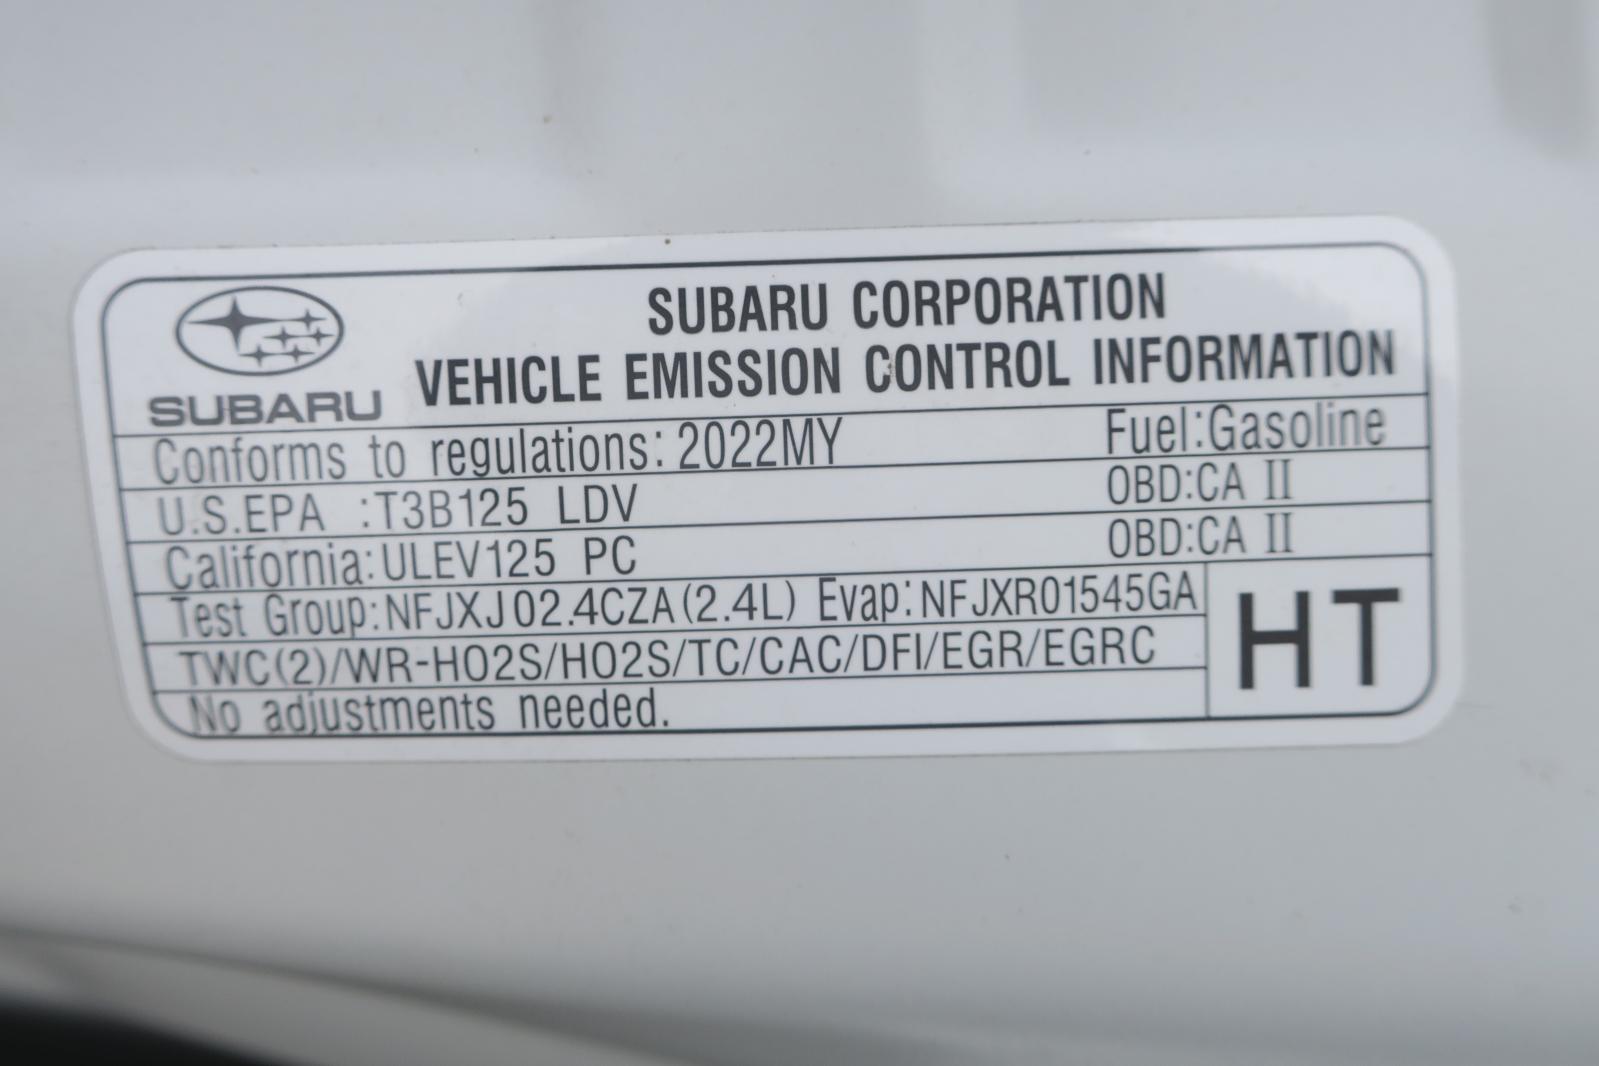 SUBARU CORPORATION
SUBARU VEHICLE EMISSION CONTROL INFORMATION
Conforms to regulations: 2022MY Fuel:Gasoline
U.S.EPA :T3B125 LDV OBD:CA II
California:ULEV125 PC OBD:CA II
Test Group:NFJXJ02.4CZA(2.4L) Evap:NFJXR01545GA
TWC(2)/WR-HO2S/HO2S/TC/CAC/DFI/EGR/EGRC
No adjustments needed.
HT